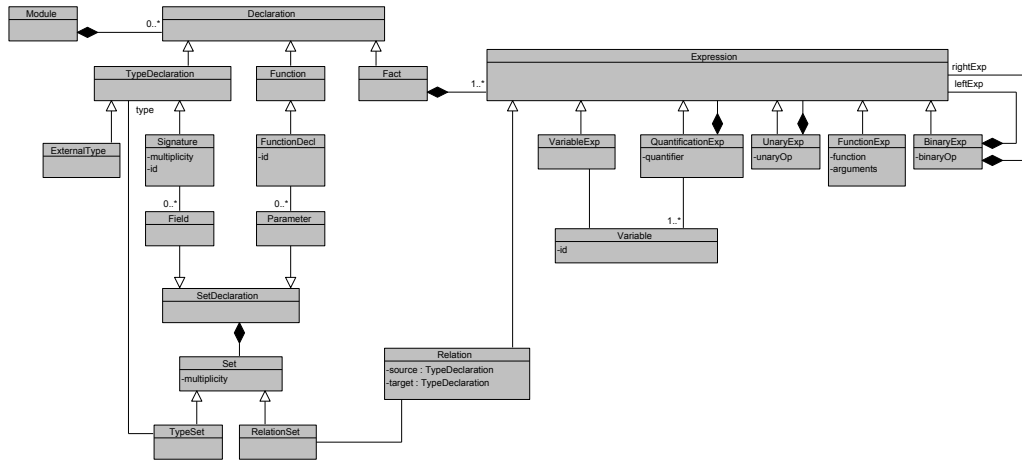 Module
0..*
Declaration
TypeDeclaration
Function
Fact
1..*
Expression
rightExp
leftExp
type
ExternalType
Signature
-multiplicity
-id
FunctionDecl
-id
VariableExp
QuantificationExp
-quantifier
UnaryExp
-unaryOp
FunctionExp
-function
-arguments
BinaryExp
-binaryOp
0..*
Field
0..*
Parameter
1..*
Variable
-id
SetDeclaration
Set
-multiplicity
Relation
-source : TypeDeclaration
-target : TypeDeclaration
TypeSet
RelationSet